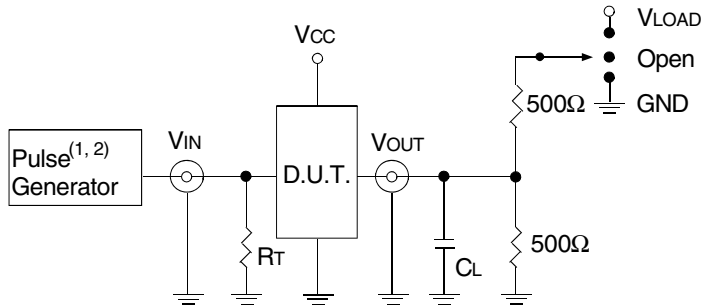 VLOAD
VCC
Open
500Ω
GND
VIN
VOUT
Pulse(1, 2)
Generator
D.U.T.
RT
CL
500Ω